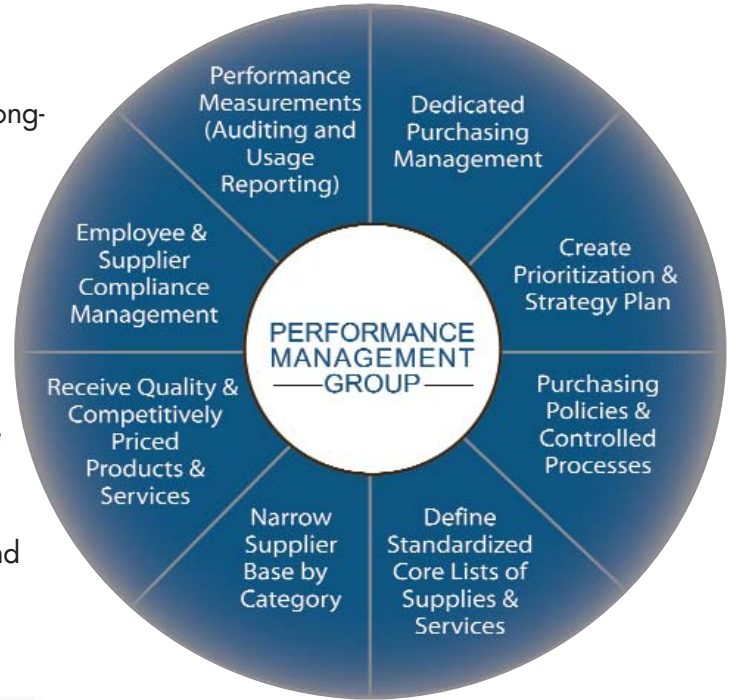 ong-
nd
Performance
Measurements
(Auditing and
Usage
Reporting)
Dedicated
Purchasing
Management
Create
Prioritization &
Strategy Plan
Purchasing
Policies &
Controlled
Processes
Define
Standardized
Core Lists of
Supplies &
Services
Narrow
Supplier
Base by
Category
Receive Quality &
Competitively
Priced
Products &
Services
Employee &
Supplier
Compliance
Management
PERFORMANCE
MANAGEMENT
GROUP